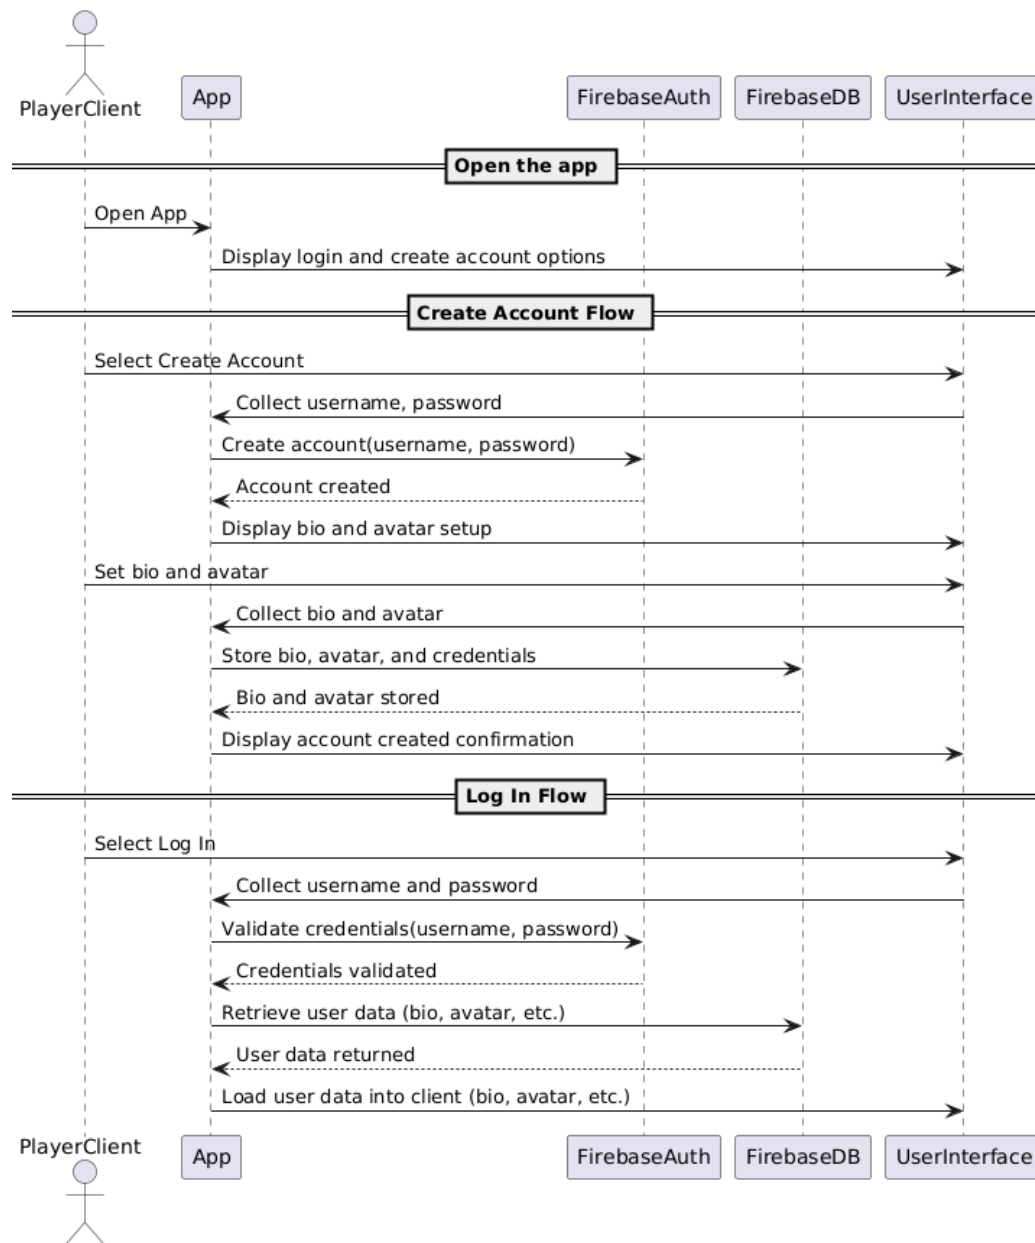 PlayerClient
App
FirebaseAuth
FirebaseDB
UserInterface
Open the app
Open App
Display login and create account options
Create Account Flow
Select Create Account
Collect username, password
Create account(username, password)
Account created
Display bio and avatar setup
Set bio and avatar
Collect bio and avatar
Store bio, avatar, and credentials
Bio and avatar stored
Display account created confirmation
Log In Flow
Select Log In
Collect username and password
Validate credentials(username, password)
Credentials validated
Retrieve user data (bio, avatar, etc.)
User data returned
Load user data into client (bio, avatar, etc.)
PlayerClient
App
FirebaseAuth
FirebaseDB
UserInterface